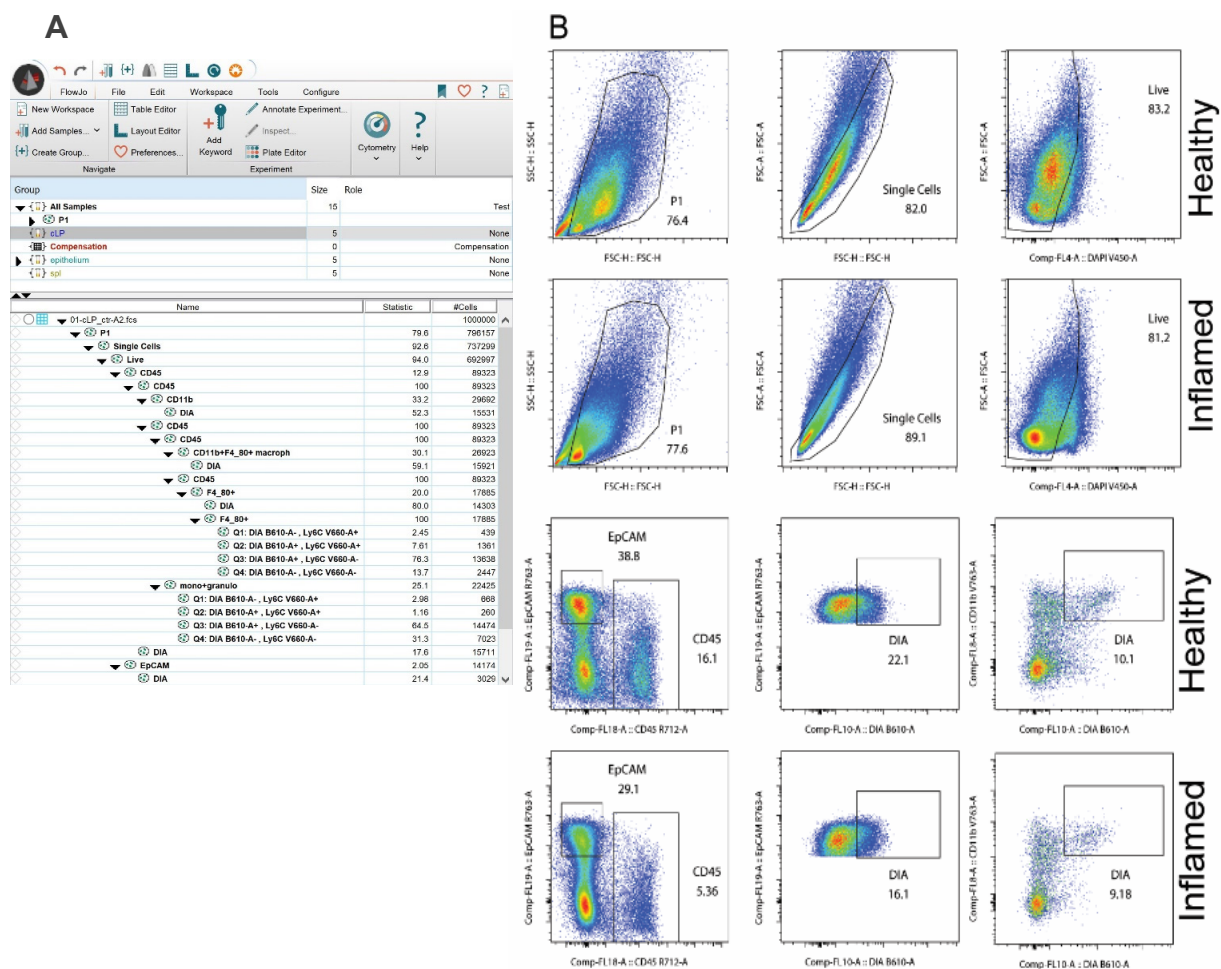 A
FlowJo File Edit Workspace Tools Configure
New Workspace
Add Samples...
Create Group...
Table Editor
Layout Editor
Preferences...
Navigate
Add
Keyword
Annotate Experiment...
Inspect...
Plate Editor
Experiment
Cytometry
?
Help
Group Size Role
All Samples 15 Test
P1
cLP 5 None
Compensation 0 Compensation
epithelium 5 None
spl 5 None
Name Statistic #Cells
01-cLP_ctr-A2.fcs 1000000
P1 79.6 796157
Single Cells 92.6 737299
Live 94.0 692997
CD45 12.9 89323
CD45 100 89323
CD11b 33.2 29692
DIA 52.3 15531
CD45 100 89323
CD45 100 89323
CD11b+F4_80+ macroph 30.1 26923
DIA 59.1 15921
CD45 100 89323
F4_80+ 20.0 17885
DIA 80.0 14303
F4_80+ 100 17885
Q1: DIA B610-A- , Ly6C V660-A+ 2.45 439
Q2: DIA B610-A+ , Ly6C V660-A+ 7.61 1361
Q3: DIA B610-A+ , Ly6C V660-A- 76.3 13638
Q4: DIA B610-A- , Ly6C V660-A- 13.7 2447
mono+granulo 25.1 22425
Q1: DIA B610-A- , Ly6C V660-A+ 2.98 668
Q2: DIA B610-A+ , Ly6C V660-A+ 1.16 260
Q3: DIA B610-A+ , Ly6C V660-A- 64.5 14474
Q4: DIA B610-A- , Ly6C V660-A- 31.3 7023
DIA 17.6 15711
EpCAM 2.05 14174
DIA 21.4 3029
B
SSC-H :: SSC-H
P1
76.4
FSC-H :: FSC-H
FSC-A :: FSC-A
Single Cells
82.0
FSC-H :: FSC-H
FSC-A :: FSC-A
Live
83.2
Comp-FL4-A :: DAPI V450-A
Healthy
SSC-H :: SSC-H
P1
77.6
FSC-H :: FSC-H
FSC-A :: FSC-A
Single Cells
89.1
FSC-H :: FSC-H
FSC-A :: FSC-A
Live
81.2
Comp-FL4-A :: DAPI V450-A
Inflamed
Comp-FL19-A :: EpCAM R763-A
EpCAM
38.8
CD45
16.1
Comp-FL18-A :: CD45 R712-A
Comp-FL19-A :: EpCAM R763-A
DIA
22.1
Comp-FL10-A :: DIA B610-A
Comp-FL8-A :: CD11b V763-A
DIA
10.1
Comp-FL10-A :: DIA B610-A
Healthy
Comp-FL19-A :: EpCAM R763-A
EpCAM
29.1
CD45
5.36
Comp-FL18-A :: CD45 R712-A
Comp-FL19-A :: EpCAM R763-A
DIA
16.1
Comp-FL10-A :: DIA B610-A
Comp-FL8-A :: CD11b V763-A
DIA
9.18
Comp-FL10-A :: DIA B610-A
Inflamed